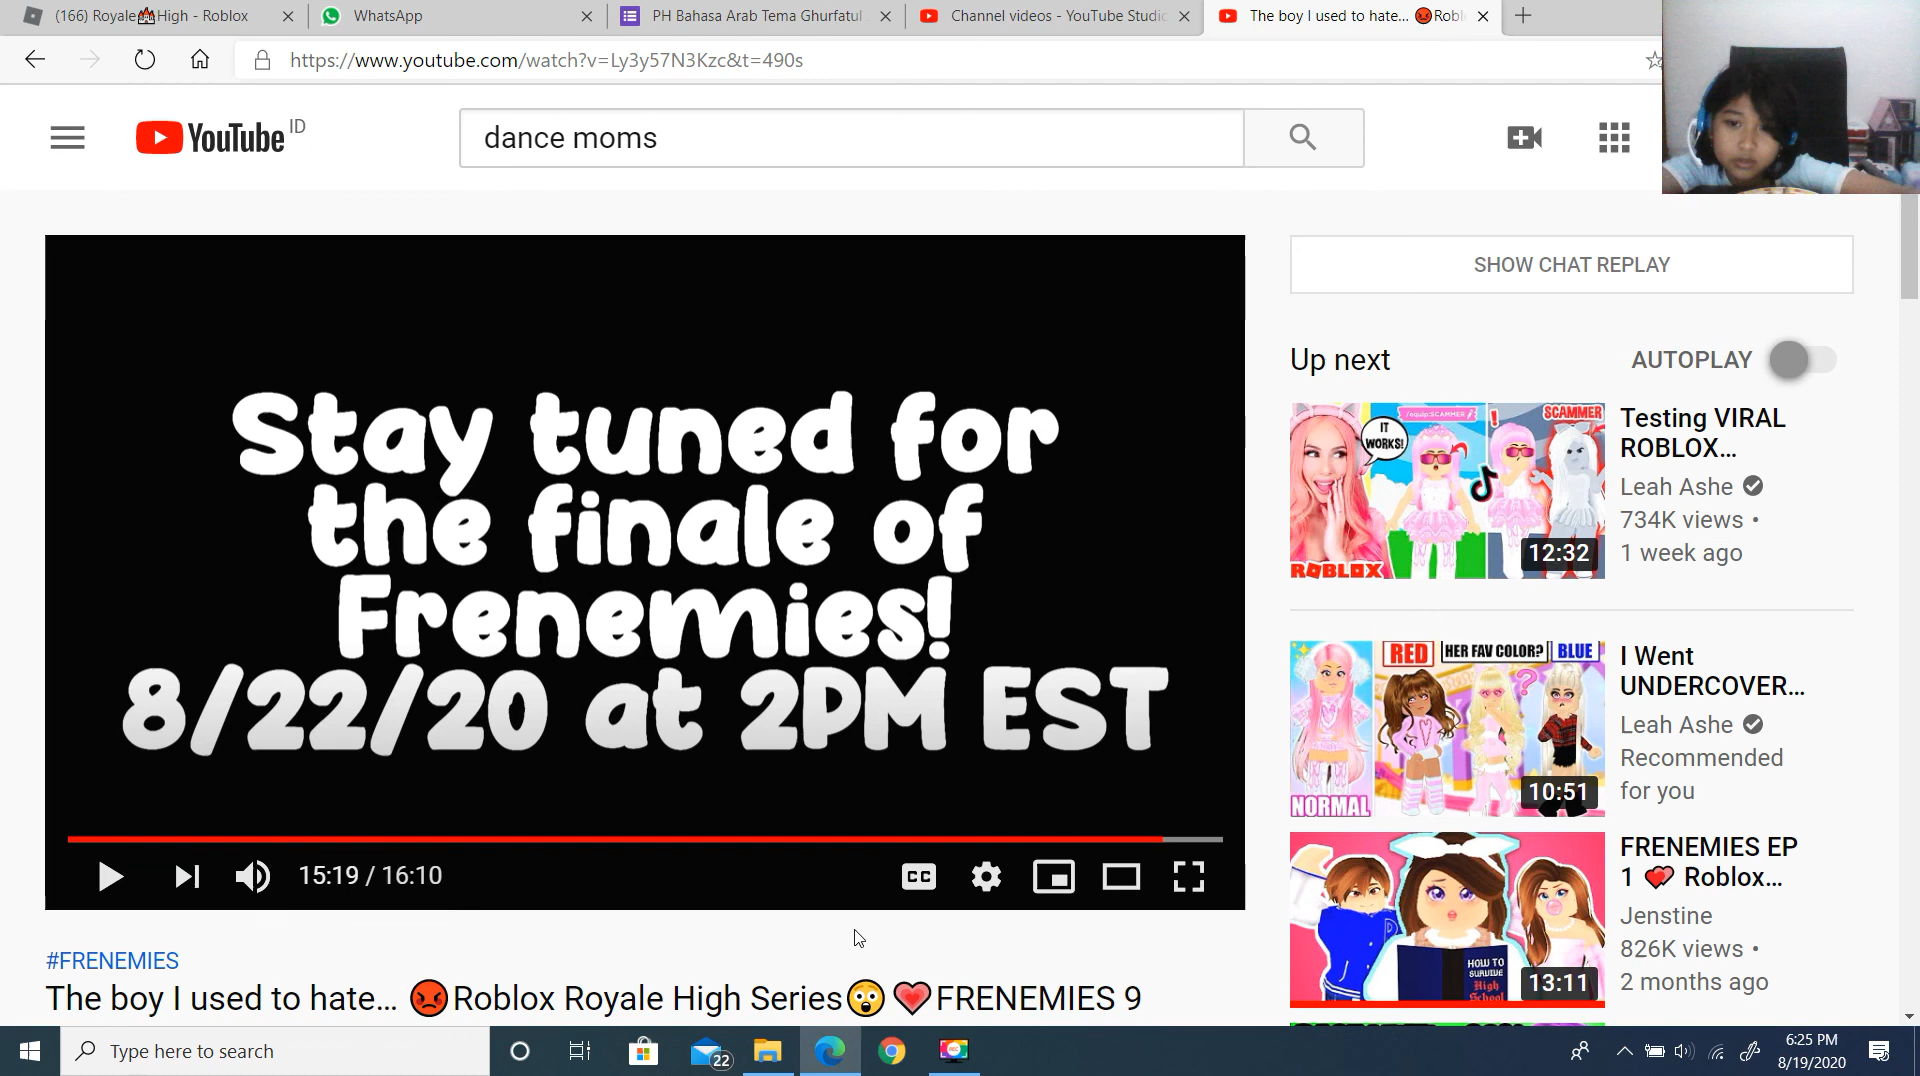 (166) Royale🔥High - Roblox
WhatsApp
PH Bahasa Arab Tema Ghurfatul
Channel videos - YouTube Studio
The boy I used to hate... 😡Robl
https://www.youtube.com/watch?v=Ly3y57N3Kzc&t=490s
YouTube ID
dance moms
Stay tuned for
the finale of
Frenemies!
8/22/20 at 2PM EST
15:19 / 16:10
CC
#FRENEMIES
The boy I used to hate... 😡Roblox Royale High Series😲💗FRENEMIES 9
SHOW CHAT REPLAY
Up next
AUTOPLAY
/equip:SCAMMER
SCAMMER
IT
WORKS!
!
ROBLOX
12:32
Testing VIRAL
ROBLOX...
Leah Ashe
734K views •
1 week ago
RED
HER FAV COLOR?
BLUE
?
NORMAL
10:51
I Went
UNDERCOVER...
Leah Ashe
Recommended
for you
HOW TO
SURVIVE
High
School
13:11
FRENEMIES EP
1 💖 Roblox...
Jenstine
826K views •
2 months ago
Type here to search
22
6:25 PM
8/19/2020